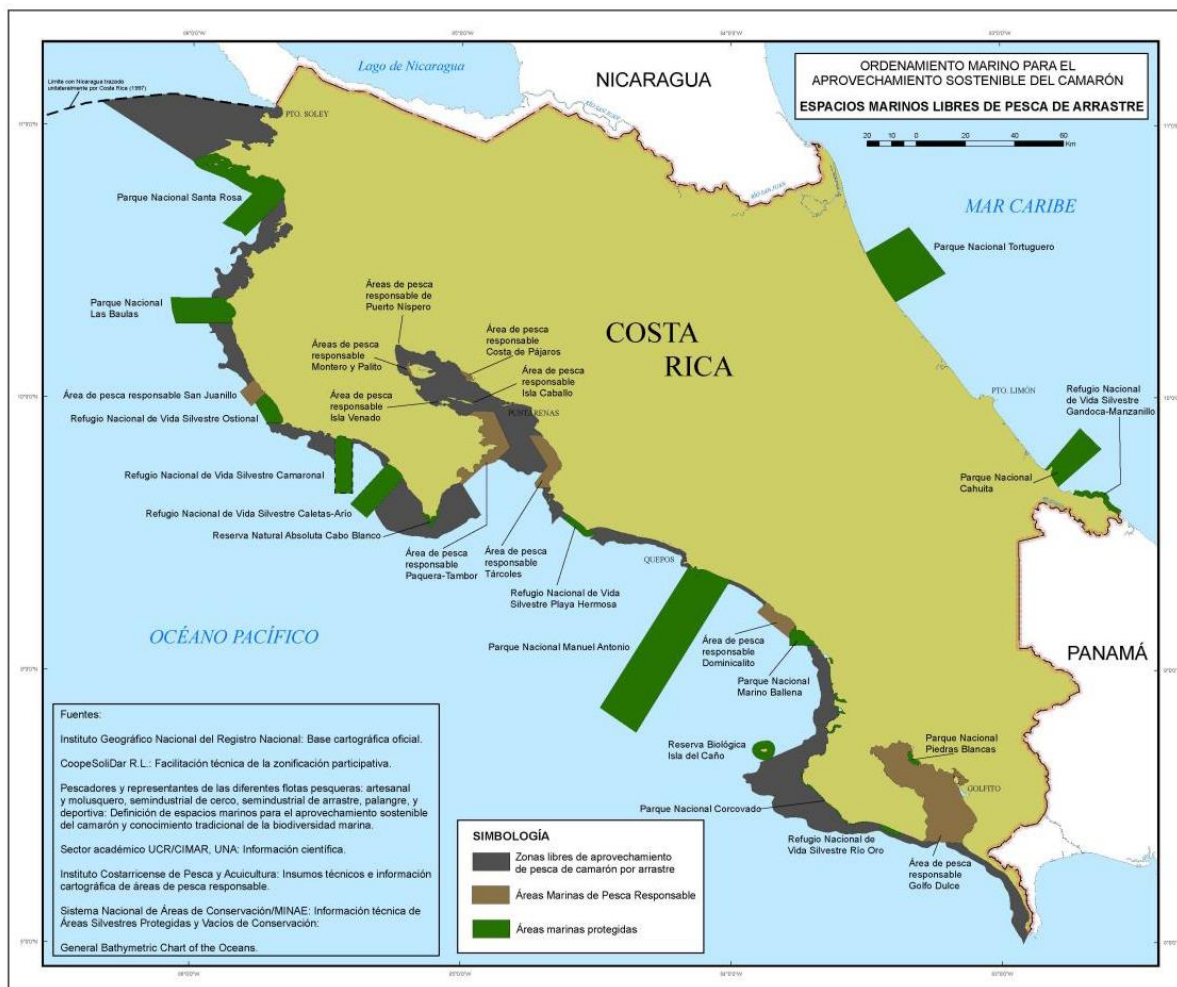 ORDENAMIENTO MARINO PARA EL
APROVECHAMIENTO SOSTENIBLE DEL CAMARÓN
ESPACIOS MARINOS LIBRES DE PESCA DE ARRASTRE
20 10 0 20 40 60
Km
Lago de Nicaragua
NICARAGUA
RÍO SAN JUAN
Límite con Nicaragua trazado
unilateralmente por Costa Rica (1997)
PTO. SOLEY
RÍO SAN JUAN
Parque Nacional Santa Rosa
MAR CARIBE
Parque Nacional Tortuguero
Parque Nacional
Las Baulas
Áreas de pesca
responsable de
Puerto Níspero
Área de pesca
responsable
Costa de Pájaros
Áreas de pesca
responsable
Montero y Palito
COSTA
RICA
Área de pesca
responsable
Isla Caballo
Área de pesca responsable San Juanillo
Área de pesca
responsable
Isla Venado
PUNTARENAS
PTO. LIMÓN
Refugio Nacional
de Vida Silvestre
Gandoca-Manzanillo
Refugio Nacional de Vida Silvestre Ostional
Refugio Nacional de Vida Silvestre Camaronal
Parque Nacional
Cahuita
Refugio Nacional de Vida Silvestre Caletas-Ario
Reserva Natural Absoluta Cabo Blanco
Área de pesca
responsable
Paquera-Tambor
Área de pesca
responsable
Tárcoles
QUEPOS
Refugio Nacional de Vida
Silvestre Playa Hermosa
OCÉANO PACÍFICO
Parque Nacional Manuel Antonio
Área de pesca
responsable
Dominicalito
Parque Nacional
Marino Ballena
PANAMÁ
Reserva Biológica
Isla del Caño
Parque Nacional
Piedras Blancas
GOLFITO
Parque Nacional Corcovado
Refugio Nacional de
Vida Silvestre Río Oro
Área de pesca
responsable
Golfo Dulce
Fuentes:
Instituto Geográfico Nacional del Registro Nacional: Base cartográfica oficial.
CoopeSoliDar R.L.: Facilitación técnica de la zonificación participativa.
Pescadores y representantes de las diferentes flotas pesqueras: artesanal
y molusquero, semindustrial de cerco, semindustrial de arrastre, palangre, y
deportiva: Definición de espacios marinos para el aprovechamiento sostenible
del camarón y conocimiento tradicional de la biodiversidad marina.
Sector académico UCR/CIMAR, UNA: Información científica.
Instituto Costarricense de Pesca y Acuicultura: Insumos técnicos e información
cartográfica de áreas de pesca responsable.
Sistema Nacional de Áreas de Conservación/MINAE: Información técnica de
Áreas Silvestres Protegidas y Vacíos de Conservación:
General Bathymetric Chart of the Oceans.
SIMBOLOGÍA
Zonas libres de aprovechamiento
de pesca de camarón por arrastre
Áreas Marinas de Pesca Responsable
Áreas marinas protegidas